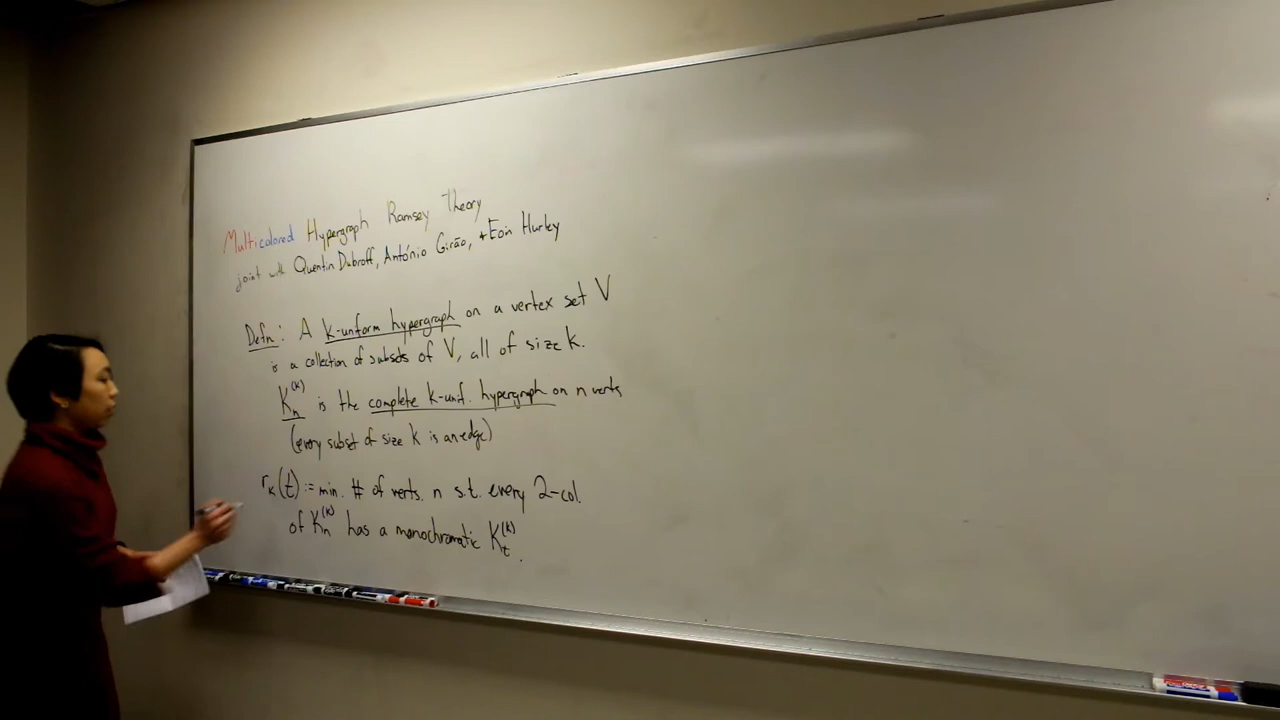 Multicolored Hypergraph Ramsey Theory
joint with Quentin Dubroff, António Girão, + Eoin Hurley
Defn: A k-uniform hypergraph on a vertex set V
is a collection of subsets of V, all of size k.
K_n^{(k)} is the complete k-unif. hypergraph on n verts
(every subset of size k is an edge)
r_k(t) := min. # of verts. n s.t. every 2-col.
of K_n^{(k)} has a monochromatic K_t^{(k)}.